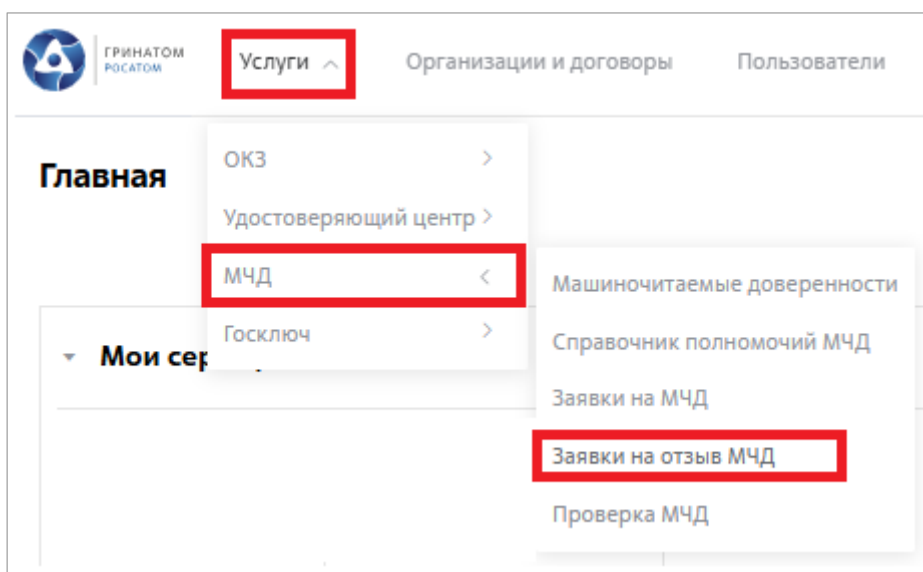 ГРИНАТОМ
РОСАТОМ
Услуги
Организации и договоры
Пользователи
Главная
ОКЗ
Удостоверяющий центр
МЧД
Госключ
Машиночитаемые доверенности
Справочник полномочий МЧД
Заявки на МЧД
Заявки на отзыв МЧД
Проверка МЧД
Мои